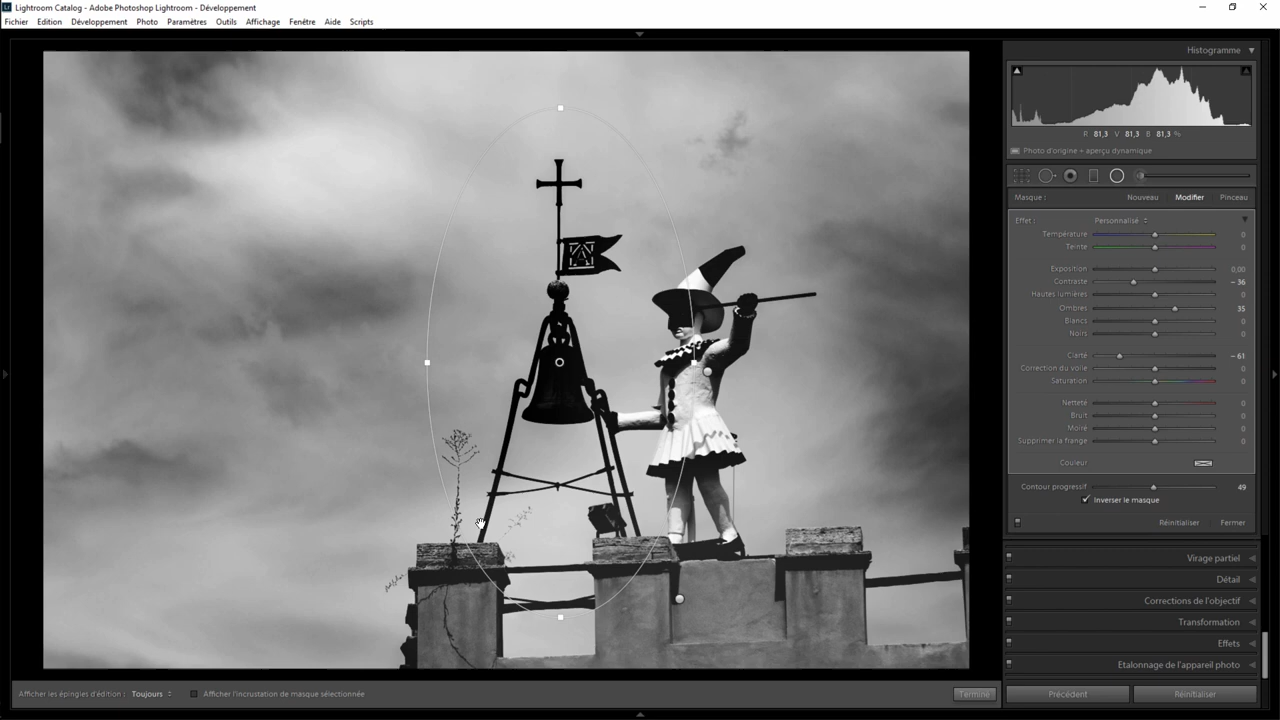 Lightroom Catalog - Adobe Photoshop Lightroom - Développement
Fichier Edition Développement Photo Paramètres Outils Affichage Fenêtre Aide Scripts
Histogramme
R 81,3 V 81,3 B 81,3 %
Photo d'origine + aperçu dynamique
Masque : Nouveau Modifier Pinceau
Effet : Personnalisé
Température 0
Teinte 0
Exposition 0,00
Contraste – 36
Hautes lumières 0
Ombres 35
Blancs 0
Noirs 0
Clarté – 61
Correction du voile 0
Saturation 0
Netteté 0
Bruit 0
Moiré 0
Supprimer la frange 0
Couleur
Contour progressif 49
Inverser le masque
Réinitialiser Fermer
Virage partiel
Détail
Corrections de l'objectif
Transformation
Effets
Etalonnage de l'appareil photo
Afficher les épingles d'édition : Toujours Afficher l'incrustation de masque sélectionnée Terminé
Précédent Réinitialiser